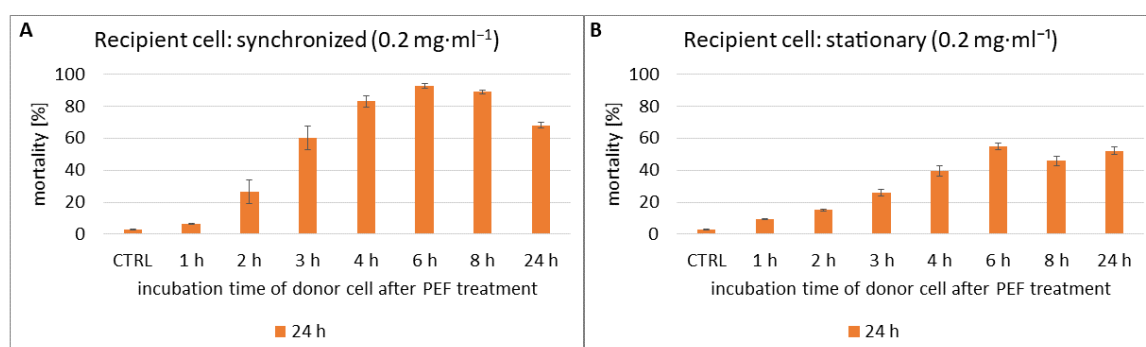 A
Recipient cell: synchronized (0.2 mg·ml⁻¹)
100
80
60
40
20
0
mortality [%]
CTRL 1 h 2 h 3 h 4 h 6 h 8 h 24 h
incubation time of donor cell after PEF treatment
24 h
B
Recipient cell: stationary (0.2 mg·ml⁻¹)
100
80
60
40
20
0
mortality [%]
CTRL 1 h 2 h 3 h 4 h 6 h 8 h 24 h
incubation time of donor cell after PEF treatment
24 h